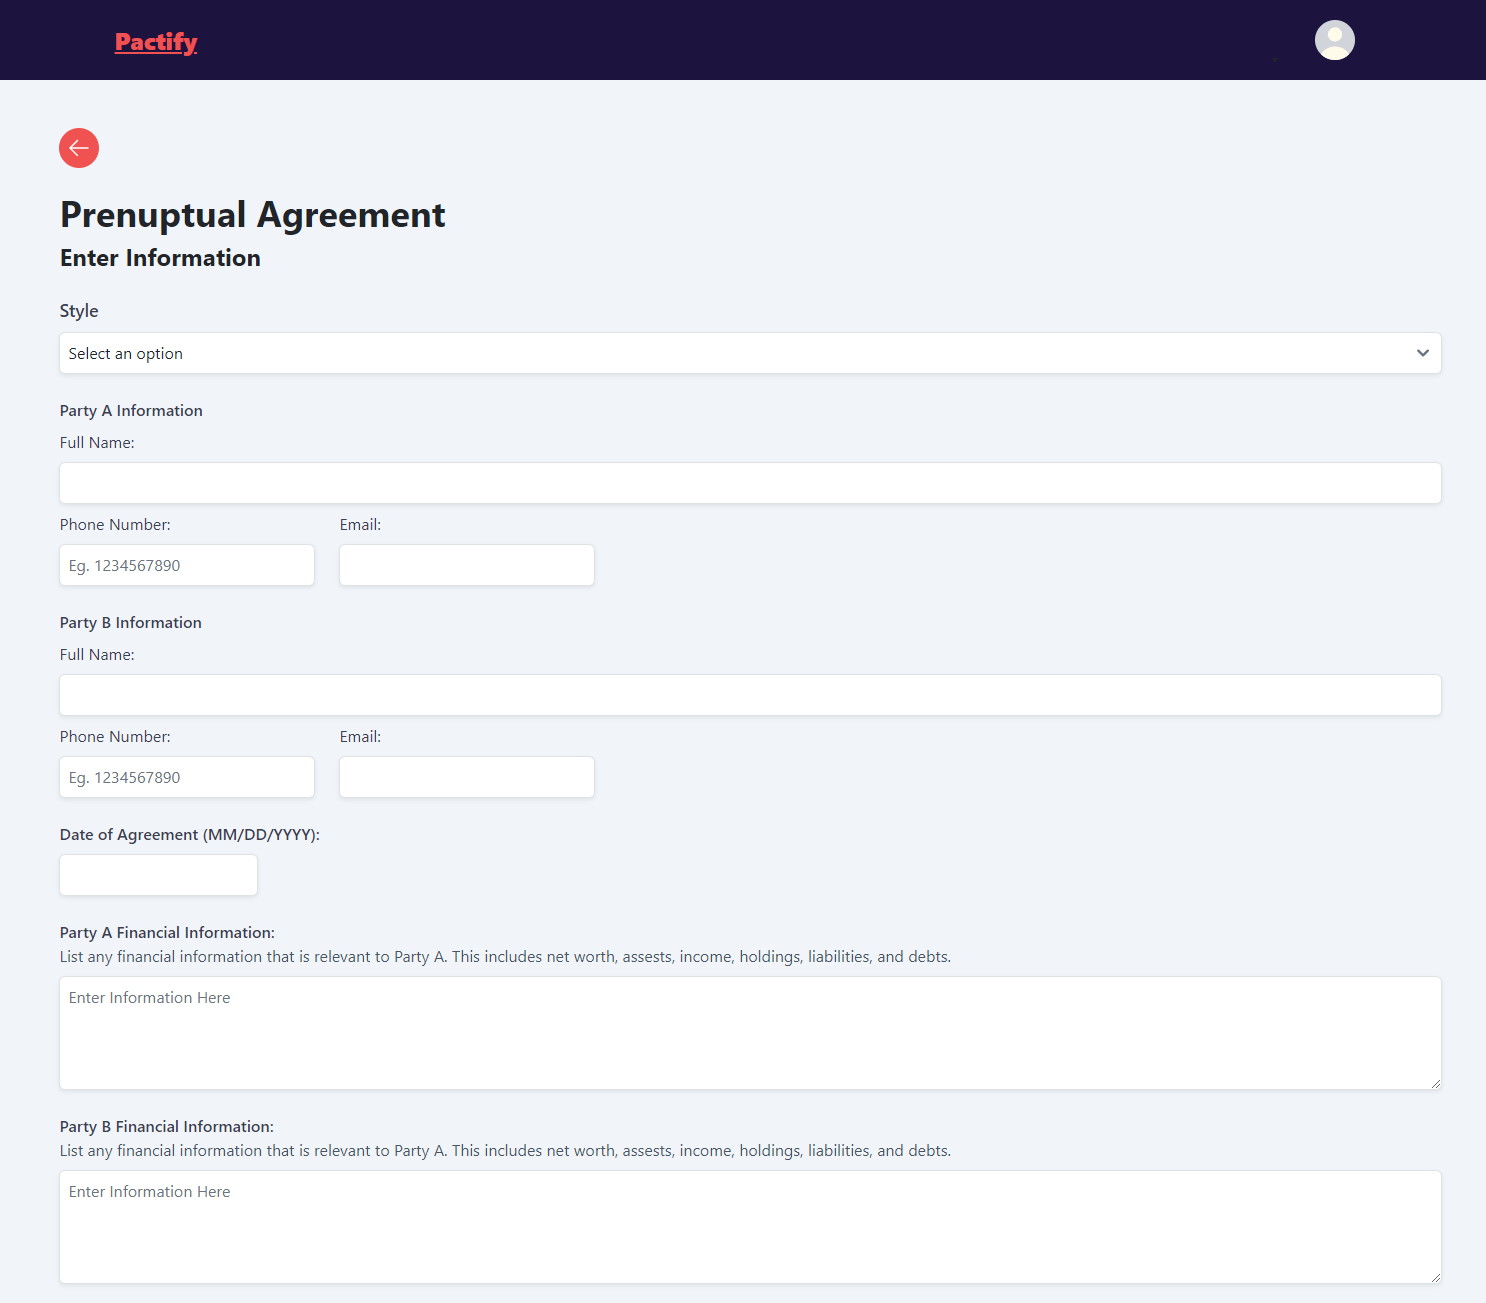 Pactify
Prenuptual Agreement
Enter Information
Style
Select an option
Party A Information
Full Name:
Phone Number: Email:
Eg. 1234567890
Party B Information
Full Name:
Phone Number: Email:
Eg. 1234567890
Date of Agreement (MM/DD/YYYY):
Party A Financial Information:
List any financial information that is relevant to Party A. This includes net worth, assests, income, holdings, liabilities, and debts.
Enter Information Here
Party B Financial Information:
List any financial information that is relevant to Party A. This includes net worth, assests, income, holdings, liabilities, and debts.
Enter Information Here